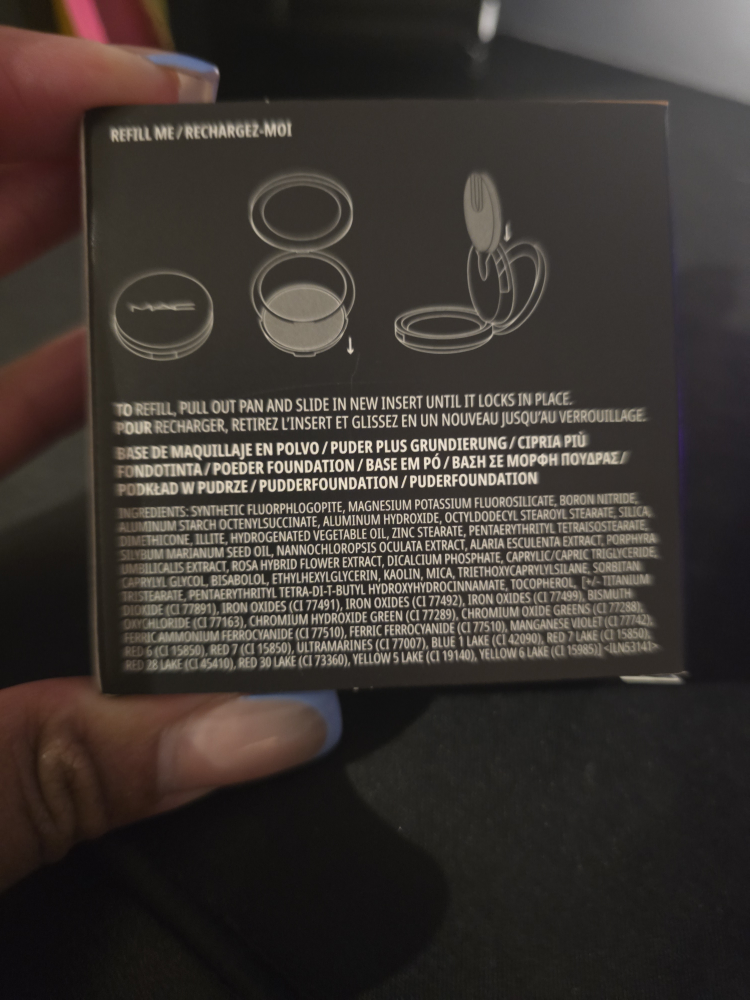 REFILL ME / RECHARGEZ-MOI
MAC
TO REFILL, PULL OUT PAN AND SLIDE IN NEW INSERT UNTIL IT LOCKS IN PLACE.
POUR RECHARGER, RETIREZ L'INSERT ET GLISSEZ EN UN NOUVEAU JUSQU'AU VERROUILLAGE.
BASE DE MAQUILLAJE EN POLVO / PUDER PLUS GRUNDIERUNG / CIPRIA PIÙ
FONDOTINTA / POEDER FOUNDATION / BASE EM PÓ / ΒΑΣΗ ΣΕ ΜΟΡΦΗ ΠΟΥΔΡΑΣ /
PODKŁAD W PUDRZE / PUDDERFOUNDATION / PUDERFOUNDATION
INGREDIENTS: SYNTHETIC FLUORPHLOGOPITE, MAGNESIUM POTASSIUM FLUOROSILICATE, BORON NITRIDE,
ALUMINUM STARCH OCTENYLSUCCINATE, ALUMINUM HYDROXIDE, OCTYLDODECYL STEAROYL STEARATE, SILICA,
DIMETHICONE, ILLITE, HYDROGENATED VEGETABLE OIL, ZINC STEARATE, PENTAERYTHRITYL TETRAISOSTEARATE,
SILYBUM MARIANUM SEED OIL, NANNOCHLOROPSIS OCULATA EXTRACT, ALARIA ESCULENTA EXTRACT, PORPHYRA
UMBILICALIS EXTRACT, ROSA HYBRID FLOWER EXTRACT, DICALCIUM PHOSPHATE, CAPRYLIC/CAPRIC TRIGLYCERIDE,
CAPRYLYL GLYCOL, BISABOLOL, ETHYLHEXYLGLYCERIN, KAOLIN, MICA, TRIETHOXYCAPRYLYLSILANE, SORBITAN
TRISTEARATE, PENTAERYTHRITYL TETRA-DI-T-BUTYL HYDROXYHYDROCINNAMATE, TOCOPHEROL, [+/- TITANIUM
DIOXIDE (CI 77891), IRON OXIDES (CI 77491), IRON OXIDES (CI 77492), IRON OXIDES (CI 77499), BISMUTH
OXYCHLORIDE (CI 77163), CHROMIUM HYDROXIDE GREEN (CI 77289), CHROMIUM OXIDE GREENS (CI 77288),
FERRIC AMMONIUM FERROCYANIDE (CI 77510), FERRIC FERROCYANIDE (CI 77510), MANGANESE VIOLET (CI 77742),
RED 6 (CI 15850), RED 7 (CI 15850), ULTRAMARINES (CI 77007), BLUE 1 LAKE (CI 42090), RED 7 LAKE (CI 15850),
RED 28 LAKE (CI 45410), RED 30 LAKE (CI 73360), YELLOW 5 LAKE (CI 19140), YELLOW 6 LAKE (CI 15985)]